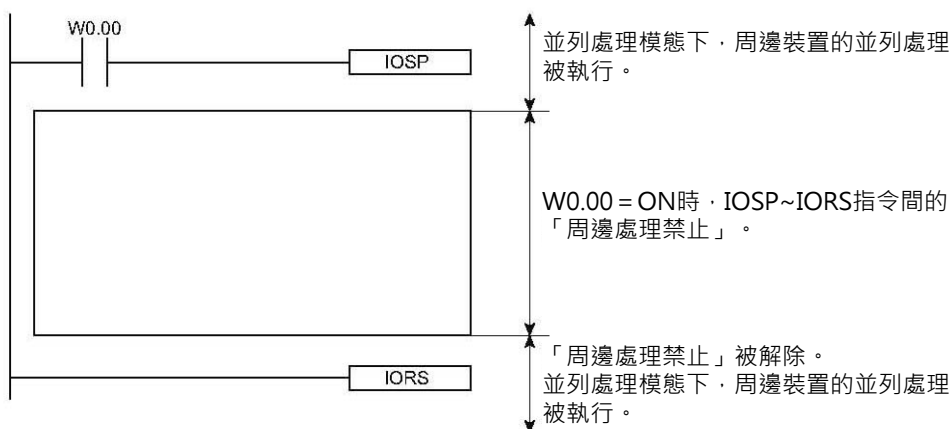 W0.00
IOSP
並列處理模態下，周邊裝置的並列處理
被執行。
W0.00 = ON時，IOSP~IORS指令間的
「周邊處理禁止」。
「周邊處理禁止」被解除。
IORS
並列處理模態下，周邊裝置的並列處理
被執行。